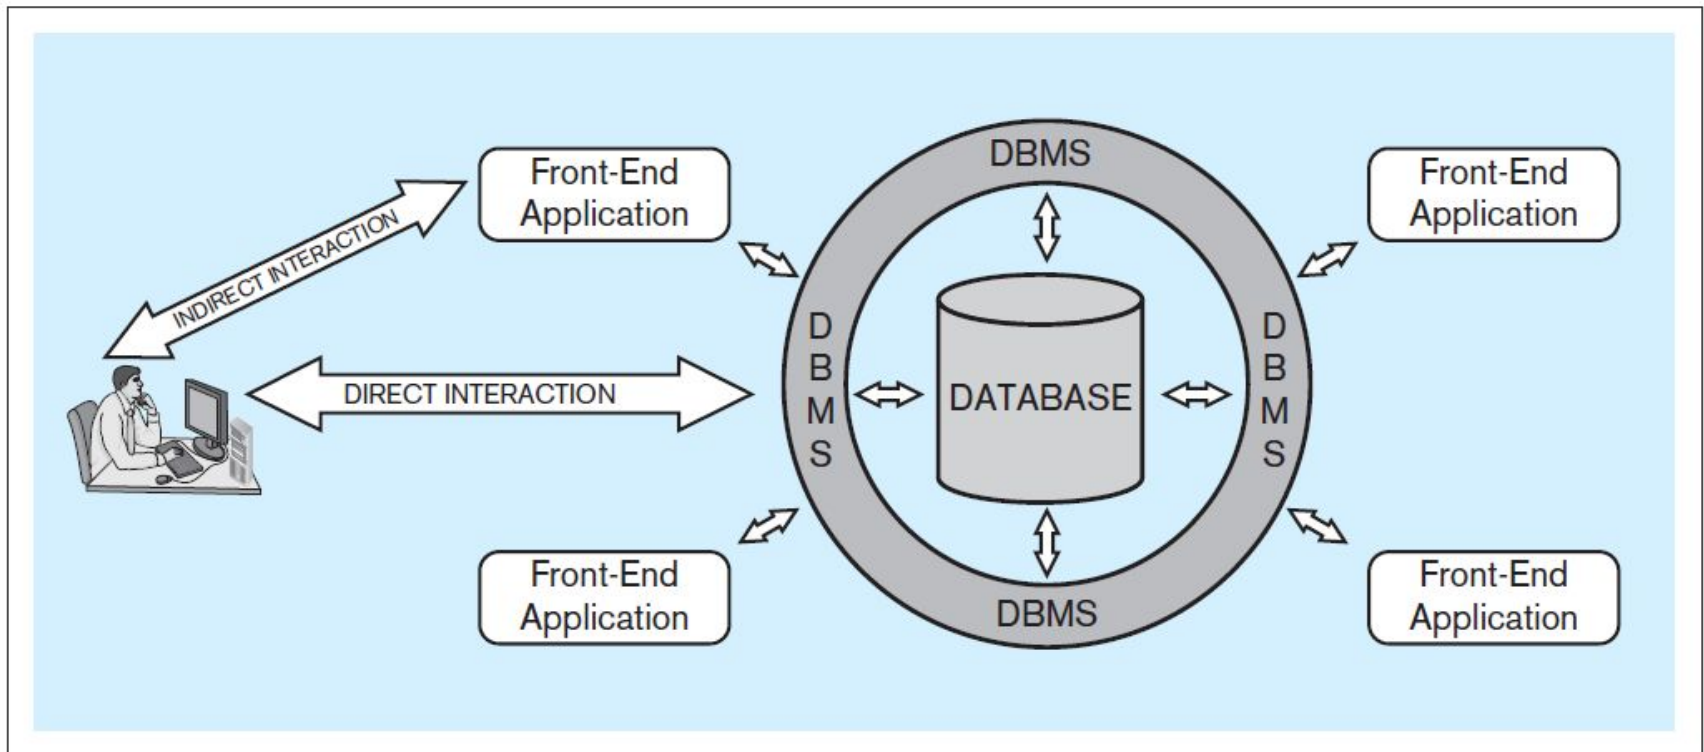 DBMS
Front-End
Application
Front-End
Application
INDIRECT INTERACTION
D
B
M
S
D
B
M
S
DIRECT INTERACTION
DATABASE
Front-End
Application
DBMS
Front-End
Application